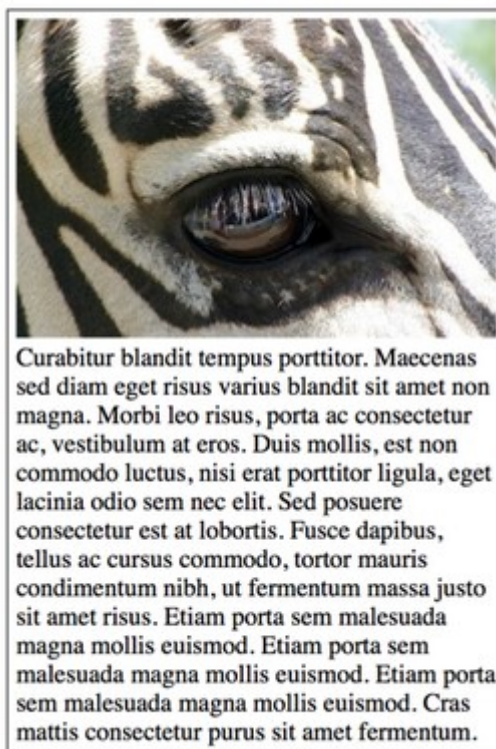 Curabitur blandit tempus porttitor. Maecenas
sed diam eget risus varius blandit sit amet non
magna. Morbi leo risus, porta ac consectetur
ac, vestibulum at eros. Duis mollis, est non
commodo luctus, nisi erat porttitor ligula, eget
lacinia odio sem nec elit. Sed posuere
consectetur est at lobortis. Fusce dapibus,
tellus ac cursus commodo, tortor mauris
condimentum nibh, ut fermentum massa justo
sit amet risus. Etiam porta sem malesuada
magna mollis euismod. Etiam porta sem
malesuada magna mollis euismod. Etiam porta
sem malesuada magna mollis euismod. Cras
mattis consectetur purus sit amet fermentum.